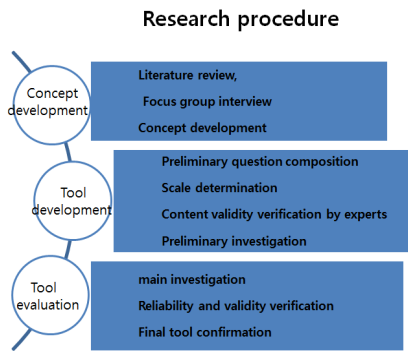 Research procedure
Concept
development
Literature review,
Focus group interview
Concept development
Tool
development
Preliminary question composition
Scale determination
Content validity verification by experts
Preliminary investigation
Tool
evaluation
main investigation
Reliability and validity verification
Final tool confirmation